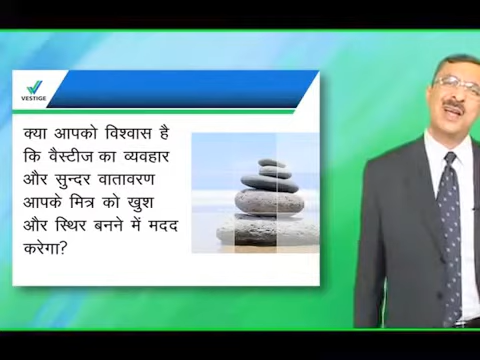 VESTIGE
क्या आपको विश्वास है
कि वैस्टीज का व्यवहार
और सुन्दर वातावरण
आपके मित्र को खुश
और स्थिर बनने में मदद
करेगा?